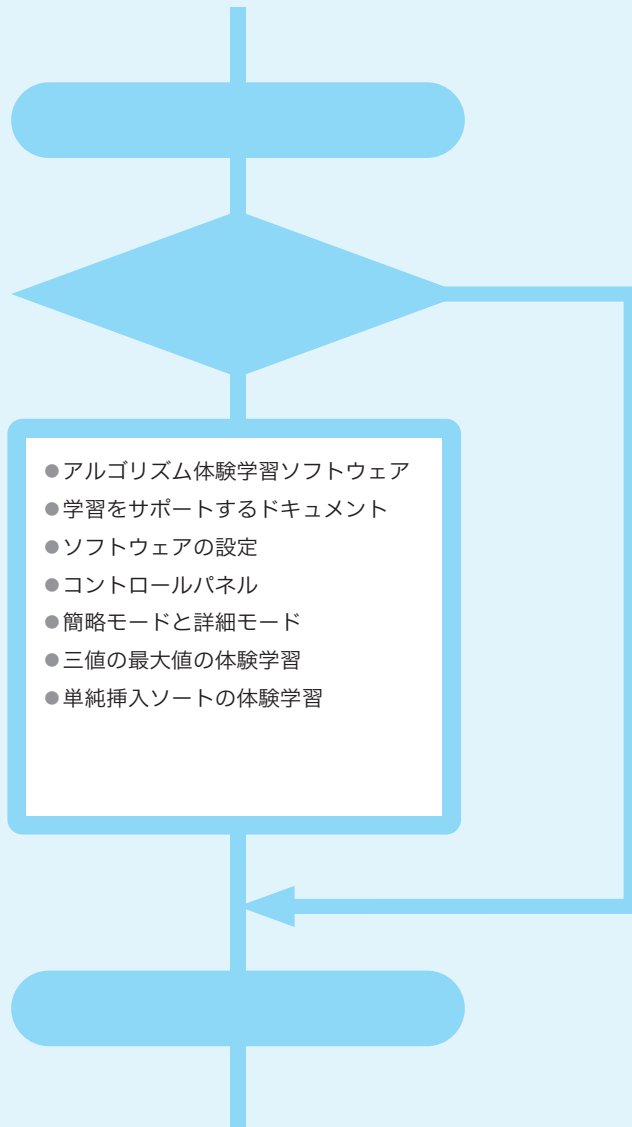 ●アルゴリズム体験学習ソフトウェア
●学習をサポートするドキュメント
●ソフトウェアの設定
●コントロールパネル
●簡略モードと詳細モード
●三値の最大値の体験学習
●単純挿入ソートの体験学習